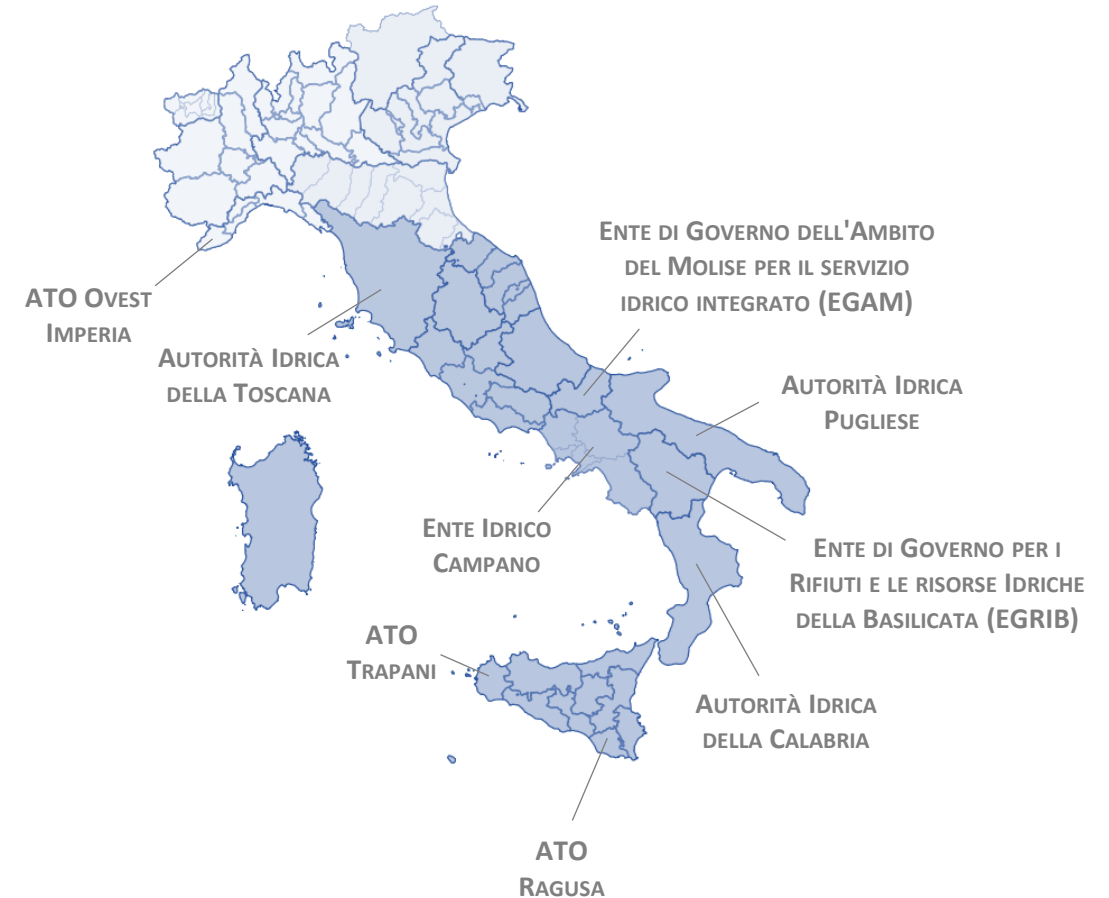 Ente di Governo dell'Ambito
del Molise per il servizio
idrico integrato (EGAM)
ATO Ovest
Imperia
Autorità Idrica
della Toscana
Autorità Idrica
Pugliese
Ente Idrico
Campano
Ente di Governo per i
Rifiuti e le risorse Idriche
della Basilicata (EGRIB)
ATO
Trapani
Autorità Idrica
della Calabria
ATO
Ragusa